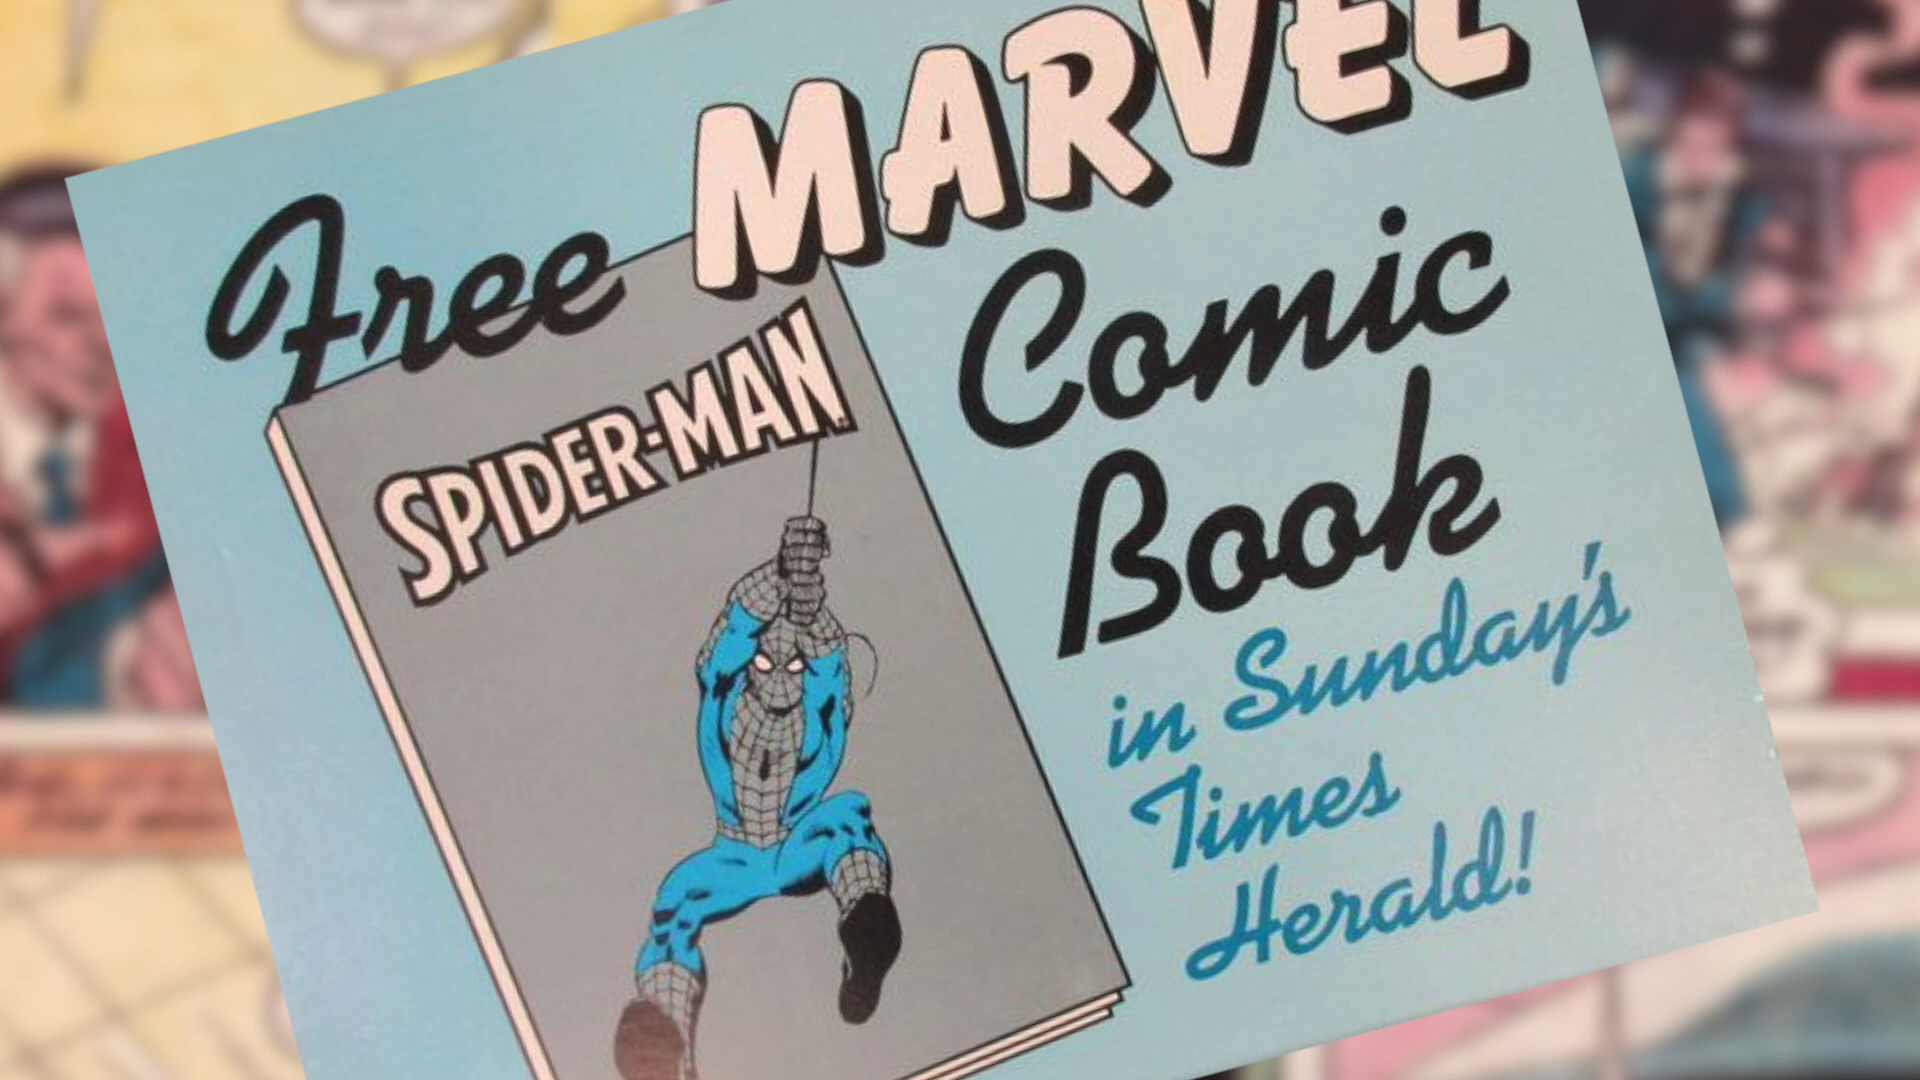 Free MARVEL
Comic
Book
in Sunday's
Times
Herald!
SPIDER-MAN